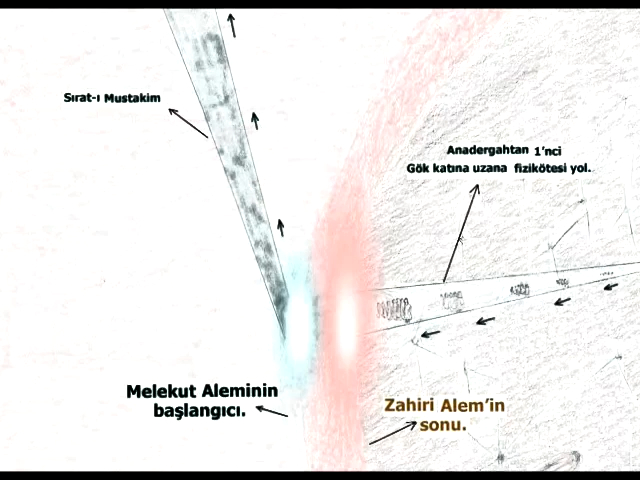 Sırat-ı Mustakim
Anadergahtan 1'nci
Gök katına uzana fizikötesi yol.
Melekut Aleminin
başlangıcı.
Zahiri Alem'in
sonu.